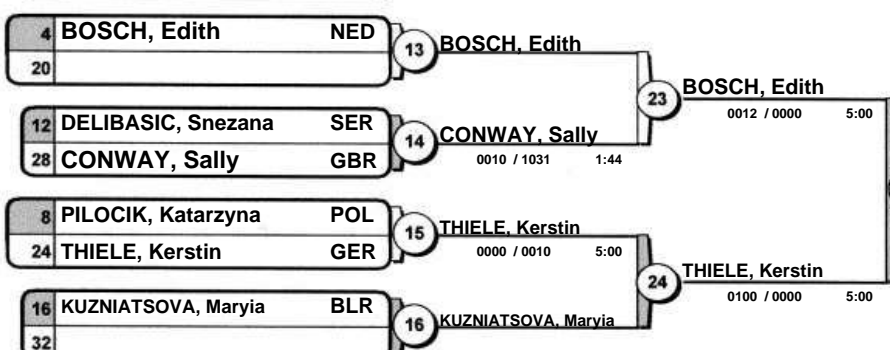 4 BOSCH, Edith NED
20
13 BOSCH, Edith
12 DELIBASIC, Snezana SER
28 CONWAY, Sally GBR
14 CONWAY, Sally
0010 / 1031 1:44
23 BOSCH, Edith
0012 / 0000 5:00
8 PILOCIK, Katarzyna POL
24 THIELE, Kerstin GER
15 THIELE, Kerstin
0000 / 0010 5:00
16 KUZNIATSOVA, Maryia BLR
32
16 KUZNIATSOVA, Maryia
24 THIELE, Kerstin
0100 / 0000 5:00